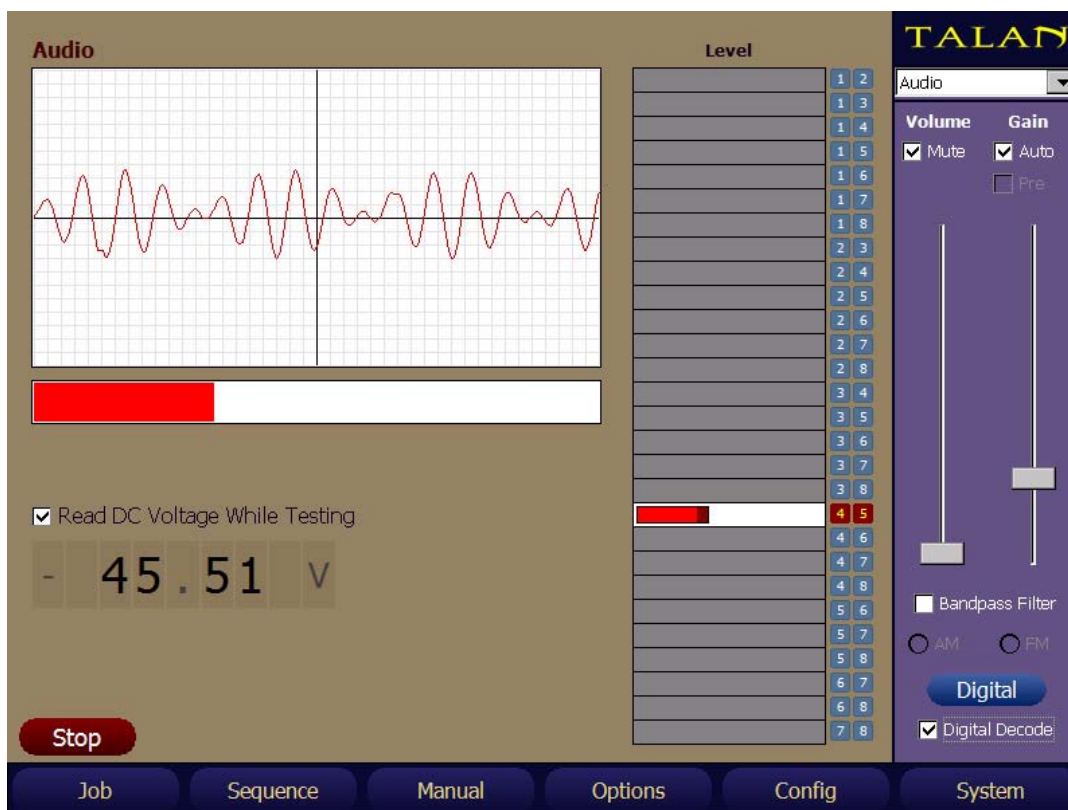 Audio
Level
1 2
1 3
1 4
1 5
1 6
1 7
1 8
2 3
2 4
2 5
2 6
2 7
2 8
3 4
3 5
3 6
3 7
3 8
4 5
4 6
4 7
4 8
5 6
5 7
5 8
6 7
6 8
7 8
Read DC Voltage While Testing
- 45.51 V
Stop
TALAN
Audio
Volume Gain
Mute Auto
Pre
Bandpass Filter
AM FM
Digital
Digital Decode
Job Sequence Manual Options Config System